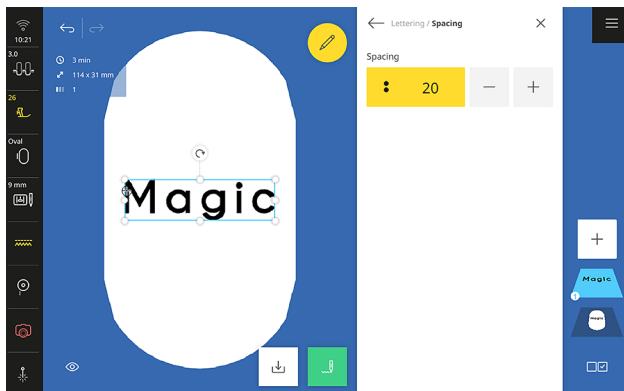 10:21
3.0
26
Oval
9 mm
3 min
114 x 31 mm
1
Magic
Lettering / Spacing
Spacing
20
Magic
1
Magic